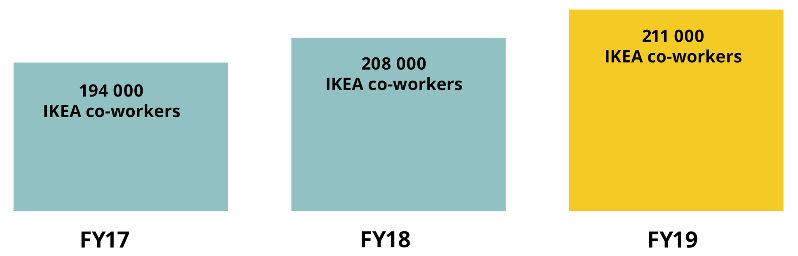 194 000
IKEA co-workers
FY17
208 000
IKEA co-workers
FY18
211 000
IKEA co-workers
FY19